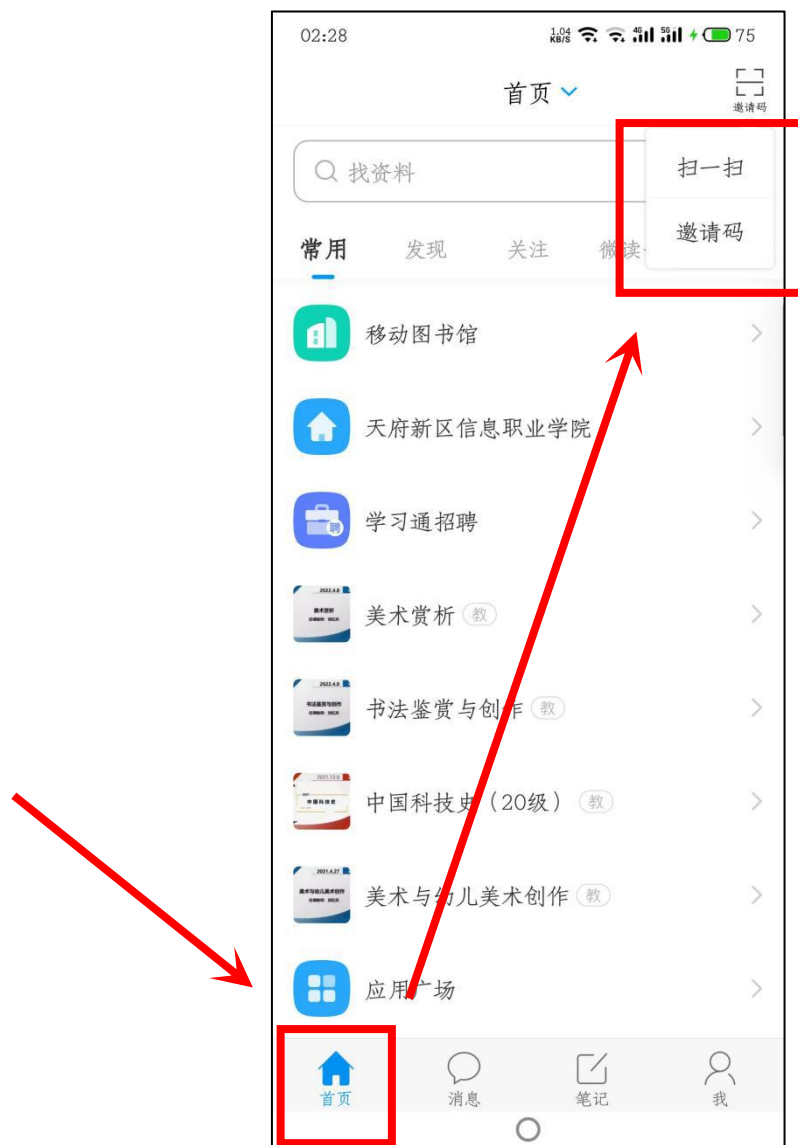 02:28
1.04 KB/S 4G 5G 75
首页
邀请码
找资料
扫一扫
邀请码
常用 发现 关注 微读
移动图书馆
天府新区信息职业学院
聘
学习通招聘
2022.4.8
美术赏析
美术赏析 教
2022.4.8
书法鉴赏与创作
书法鉴赏与创作 教
2021.12.6
中国科技史
中国科技史（20级） 教
2021.4.27
美术与幼儿美术创作
美术与幼儿美术创作 教
应用广场
首页 消息 笔记 我